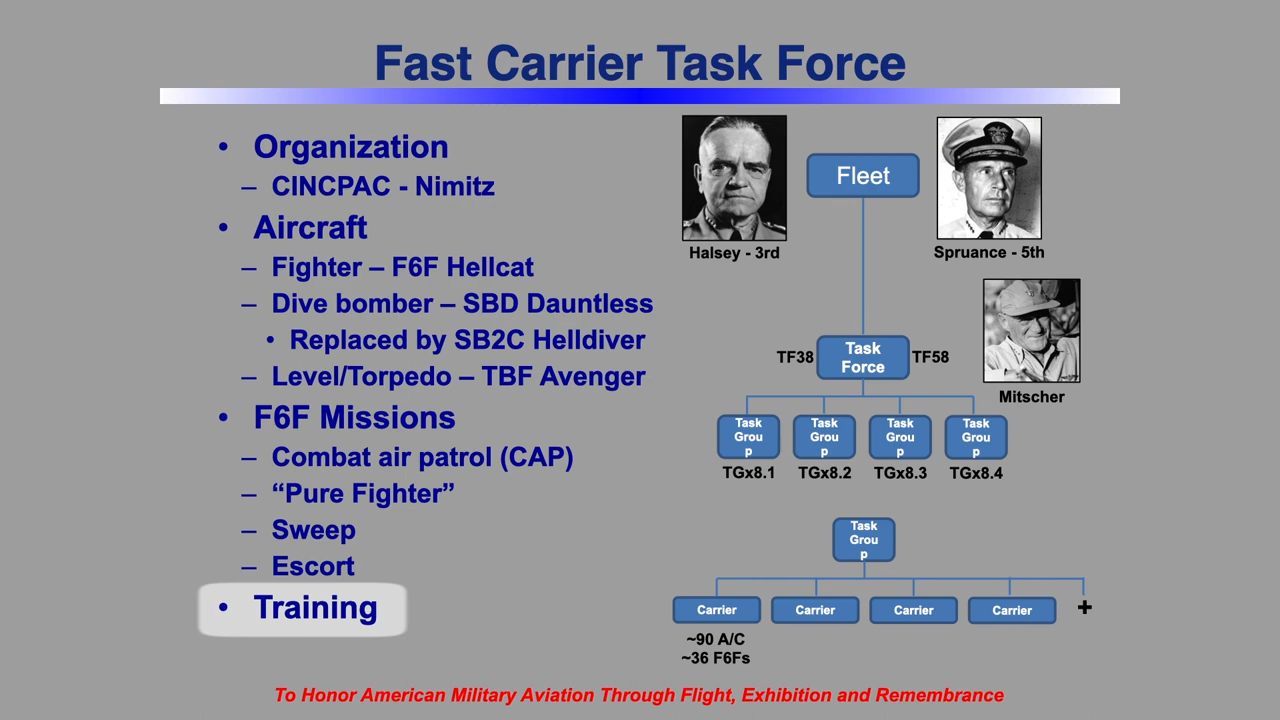 Fast Carrier Task Force
• Organization
– CINCPAC - Nimitz
• Aircraft
– Fighter – F6F Hellcat
– Dive bomber – SBD Dauntless
• Replaced by SB2C Helldiver
– Level/Torpedo – TBF Avenger
• F6F Missions
– Combat air patrol (CAP)
– “Pure Fighter”
– Sweep
– Escort
• Training
Fleet
Halsey - 3rd
Spruance - 5th
TF38
Task
Force
TF58
Mitscher
Task
Grou
p
Task
Grou
p
Task
Grou
p
Task
Grou
p
TGx8.1
TGx8.2
TGx8.3
TGx8.4
Task
Grou
p
Carrier
Carrier
Carrier
Carrier
+
~90 A/C
~36 F6Fs
To Honor American Military Aviation Through Flight, Exhibition and Remembrance